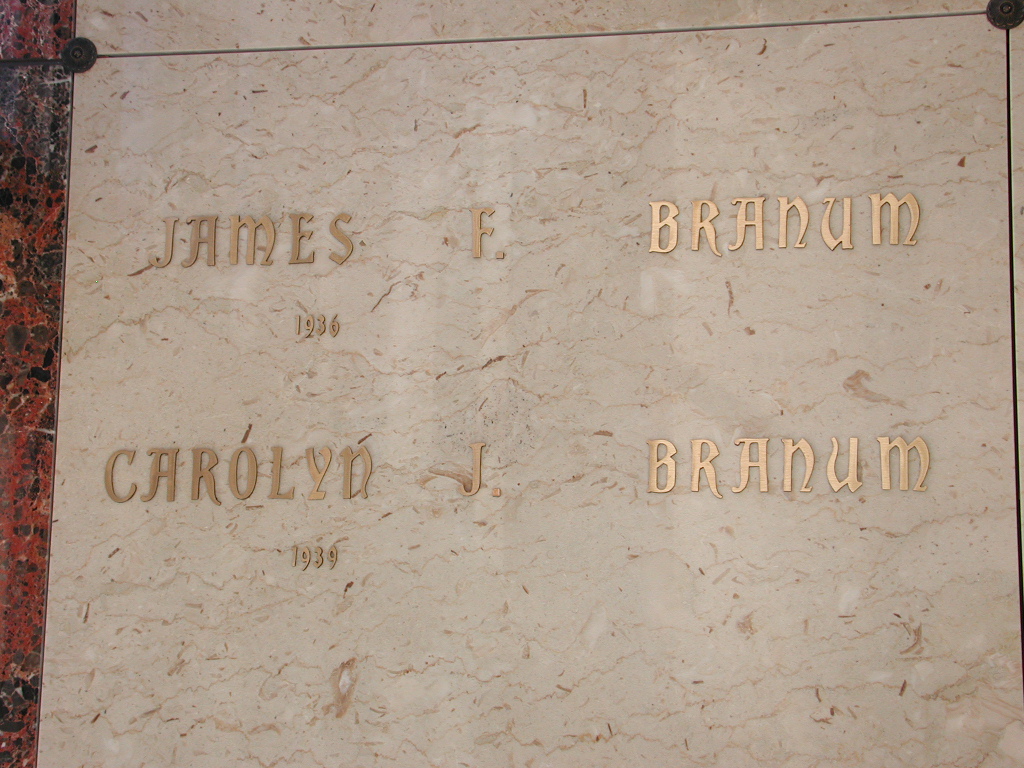 JAMES F. BRANUM
1936
CAROLYN J. BRANUM
1939